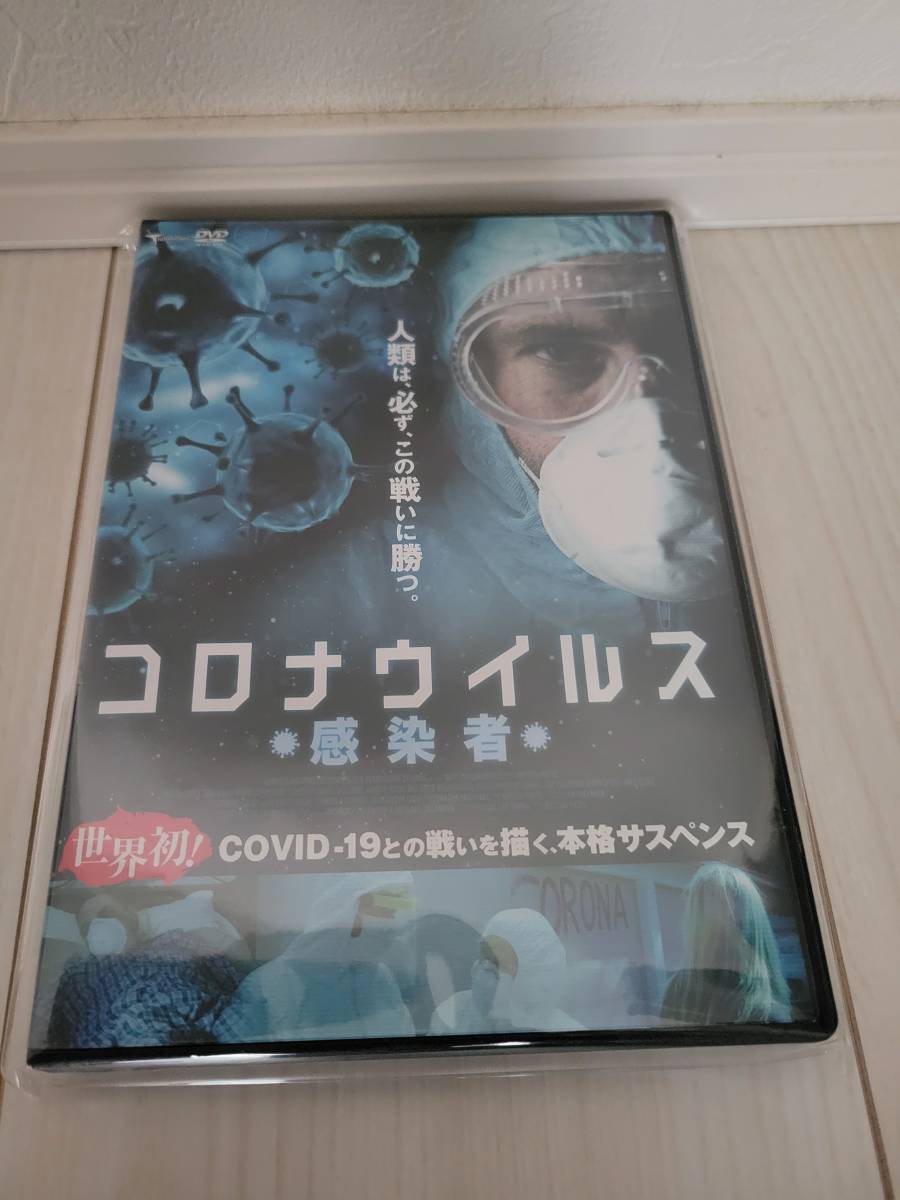 DVD
人類は、必ず、この戦いに勝つ。
コロナウイルス
感染者
世界初!
COVID-19との戦いを描く、本格サスペンス
CORONA